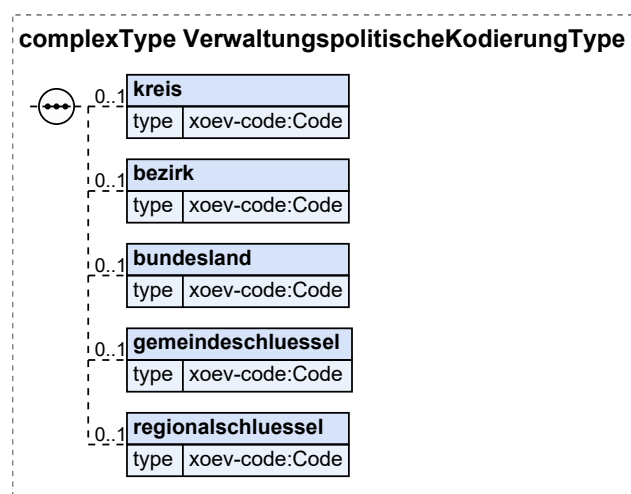 complexType VerwaltungspolitischeKodierungType
0..1 kreis
type xoev-code:Code
0..1 bezirk
type xoev-code:Code
0..1 bundesland
type xoev-code:Code
0..1 gemeindeschluessel
type xoev-code:Code
0..1 regionalschluessel
type xoev-code:Code